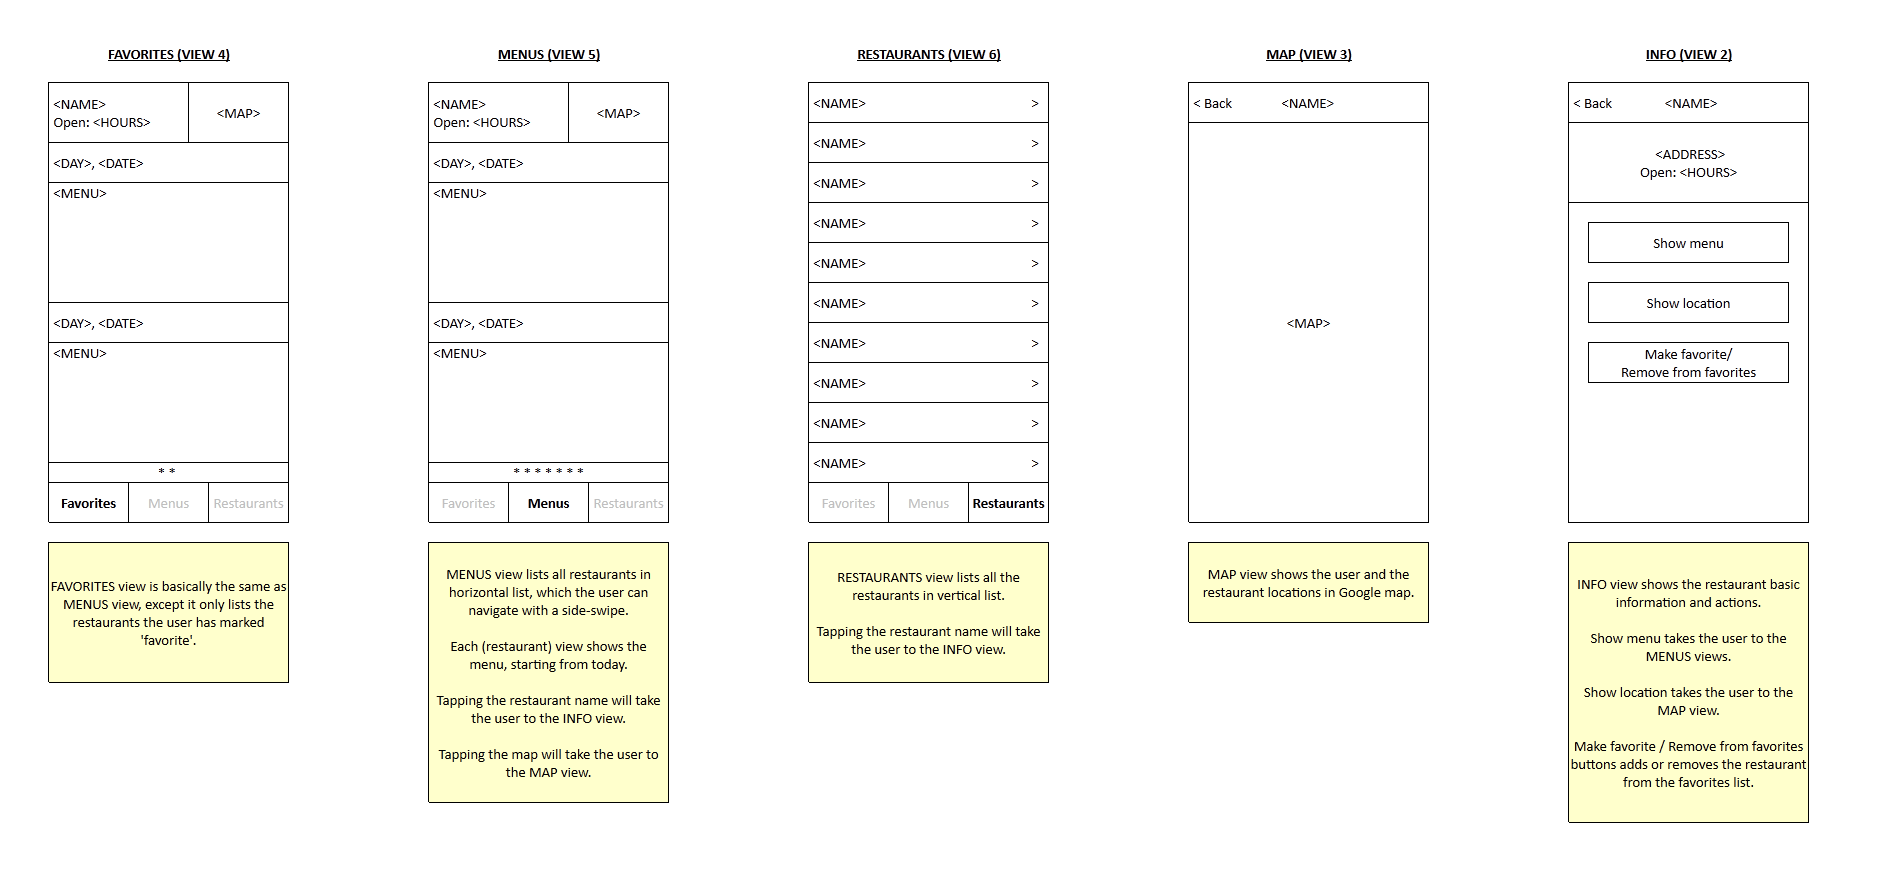 FAVORITES (VIEW 4)
<NAME>
Open: <HOURS>
<MAP>
<DAY>, <DATE>
<MENU>
<DAY>, <DATE>
<MENU>
* *
Favorites
Menus
Restaurants
FAVORITES view is basically the same as
MENUS view, except it only lists the
restaurants the user has marked
'favorite'.
MENUS (VIEW 5)
<NAME>
Open: <HOURS>
<MAP>
<DAY>, <DATE>
<MENU>
<DAY>, <DATE>
<MENU>
* * * * * * *
Favorites
Menus
Restaurants
MENUS view lists all restaurants in
horizontal list, which the user can
navigate with a side-swipe.
Each (restaurant) view shows the
menu, starting from today.
Tapping the restaurant name will take
the user to the INFO view.
Tapping the map will take the user to
the MAP view.
RESTAURANTS (VIEW 6)
<NAME> >
<NAME> >
<NAME> >
<NAME> >
<NAME> >
<NAME> >
<NAME> >
<NAME> >
<NAME> >
<NAME> >
Favorites
Menus
Restaurants
RESTAURANTS view lists all the
restaurants in vertical list.
Tapping the restaurant name will take
the user to the INFO view.
MAP (VIEW 3)
< Back <NAME>
<MAP>
MAP view shows the user and the
restaurant locations in Google map.
INFO (VIEW 2)
< Back <NAME>
<ADDRESS>
Open: <HOURS>
Show menu
Show location
Make favorite/
Remove from favorites
INFO view shows the restaurant basic
information and actions.
Show menu takes the user to the
MENUS views.
Show location takes the user to the
MAP view.
Make favorite / Remove from favorites
buttons adds or removes the restaurant
from the favorites list.